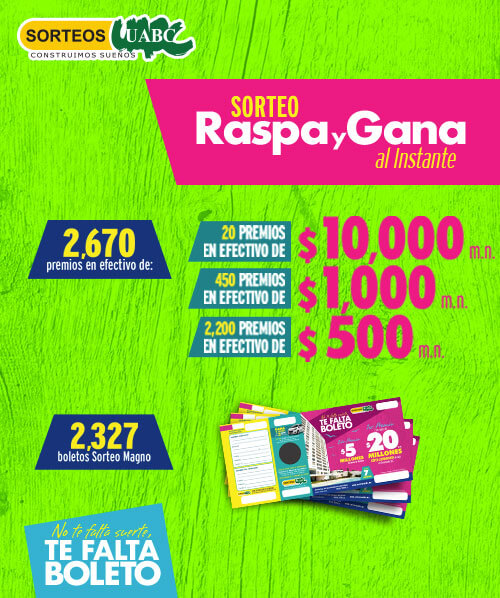 SORTEOS UABC
CONSTRUIMOS SUEÑOS
SORTEO
Raspa y Gana
al Instante
2,670
premios en efectivo de:
20 PREMIOS
EN EFECTIVO DE
$10,000 m.n.
450 PREMIOS
EN EFECTIVO DE
$1,000 m.n.
2,200 PREMIOS
EN EFECTIVO DE
$500 m.n.
2,327
boletos Sorteo Magno
SORTEOS
TE FALTA
BOLETO
$5
MILLONES
$20
MILLONES
No te falta suerte,
TE FALTA
BOLETO